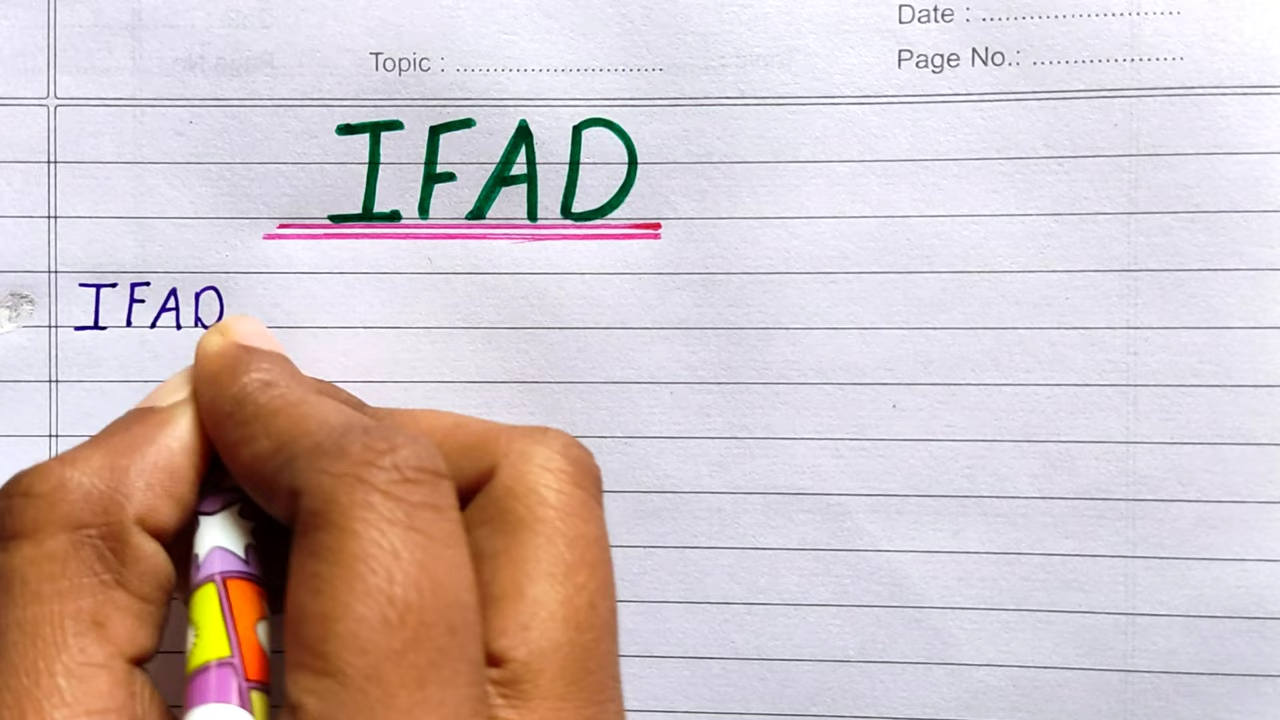 Date : ..........................
Topic : ............................
Page No.: ...................
IFAD
IFAD